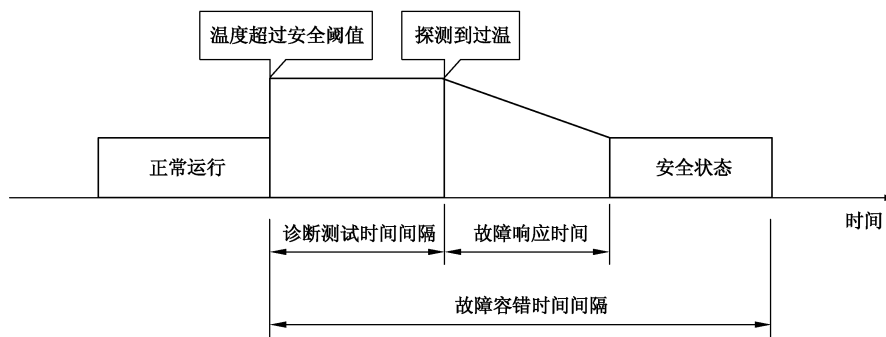 温度超过安全阈值
探测到过温
正常运行
安全状态
时间
诊断测试时间间隔
故障响应时间
故障容错时间间隔